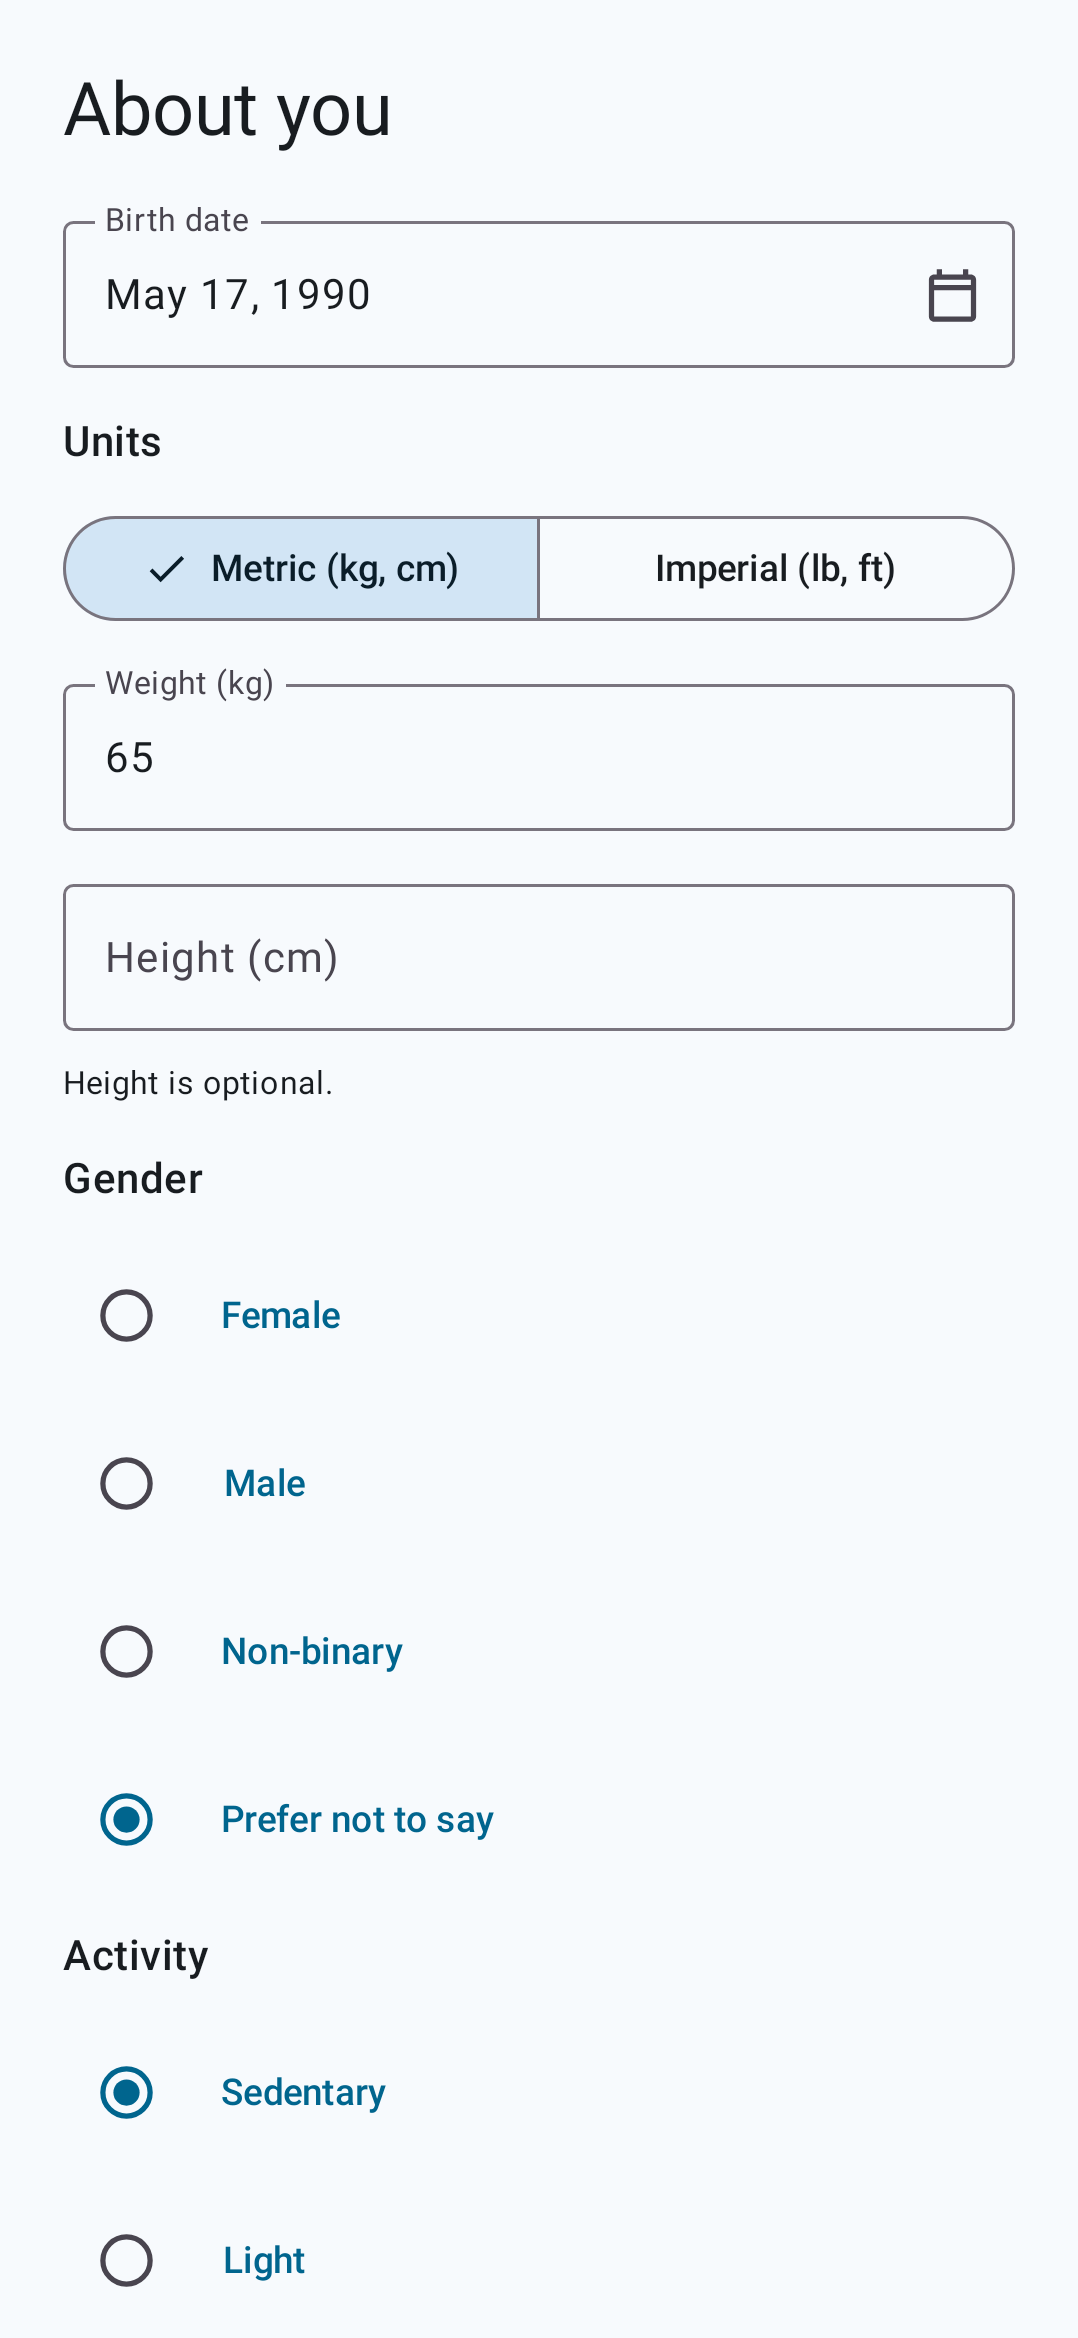 About you
Birth date
May 17, 1990
Units
Metric (kg, cm)
Imperial (lb, ft)
Weight (kg)
65
Height (cm)
Height is optional.
Gender
Female
Male
Non-binary
Prefer not to say
Activity
Sedentary
Light